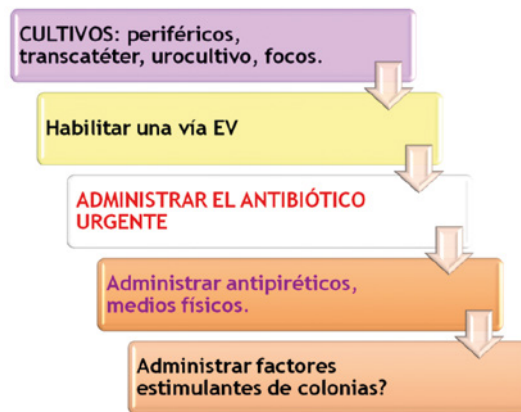 CULTIVOS: periféricos,
transcatéter, urocultivo, focos.
Habilitar una vía EV
ADMINISTRAR EL ANTIBIÓTICO
URGENTE
Administrar antipiréticos,
medios físicos.
Administrar factores
estimulantes de colonias?